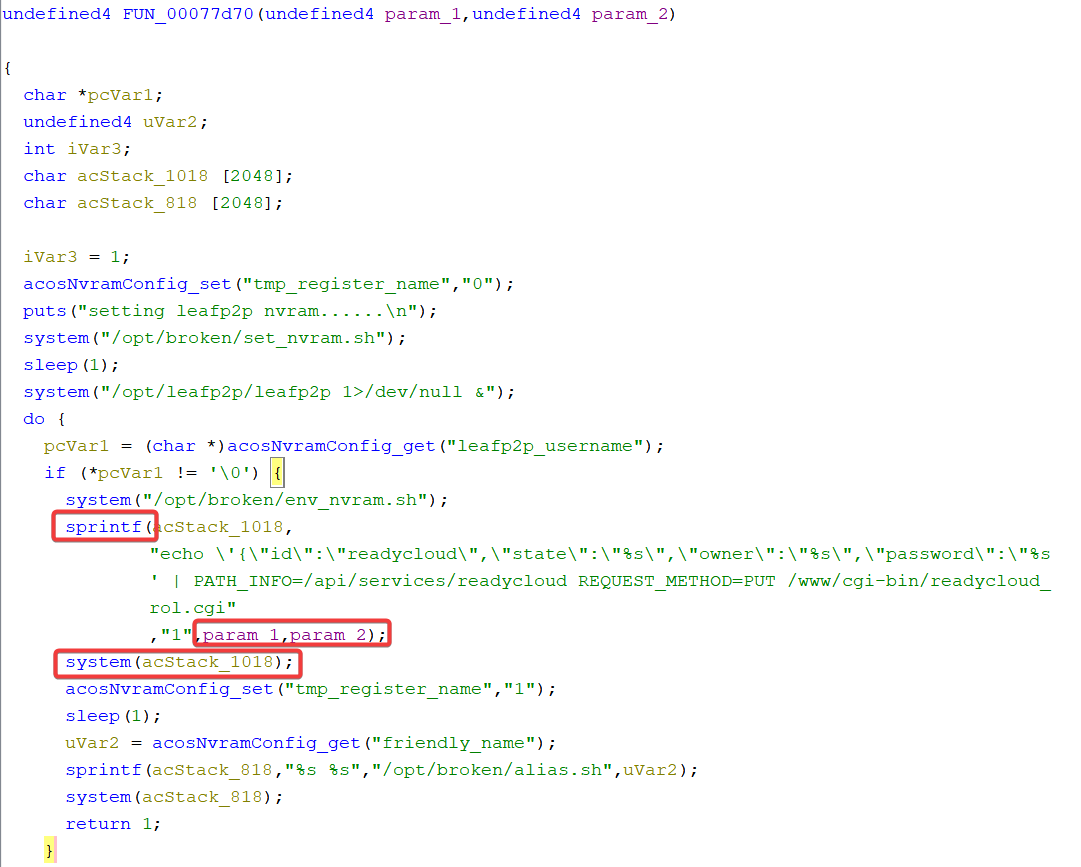 undefined4 FUN_00077d70(undefined4 param_1,undefined4 param_2)
{
char *pcVar1;
undefined4 uVar2;
int iVar3;
char acStack_1018 [2048];
char acStack_818 [2048];
iVar3 = 1;
acosNvramConfig_set("tmp_register_name","0");
puts("setting leafp2p nvram......\n");
system("/opt/broken/set_nvram.sh");
sleep(1);
system("/opt/leafp2p/leafp2p 1>/dev/null &");
do {
pcVar1 = (char *)acosNvramConfig_get("leafp2p_username");
if (*pcVar1 != '\0') {
system("/opt/broken/env_nvram.sh");
sprintf(acStack_1018,
"echo \'{\"id\":\"readycloud\",\"state\":\"%s\",\"owner\":\"%s\",\"password\":\"%s
' | PATH_INFO=/api/services/readycloud REQUEST_METHOD=PUT /www/cgi-bin/readycloud_
rol.cgi"
,"1",param_1,param_2);
system(acStack_1018);
acosNvramConfig_set("tmp_register_name","1");
sleep(1);
uVar2 = acosNvramConfig_get("friendly_name");
sprintf(acStack_818,"%s %s","/opt/broken/alias.sh",uVar2);
system(acStack_818);
return 1;
}